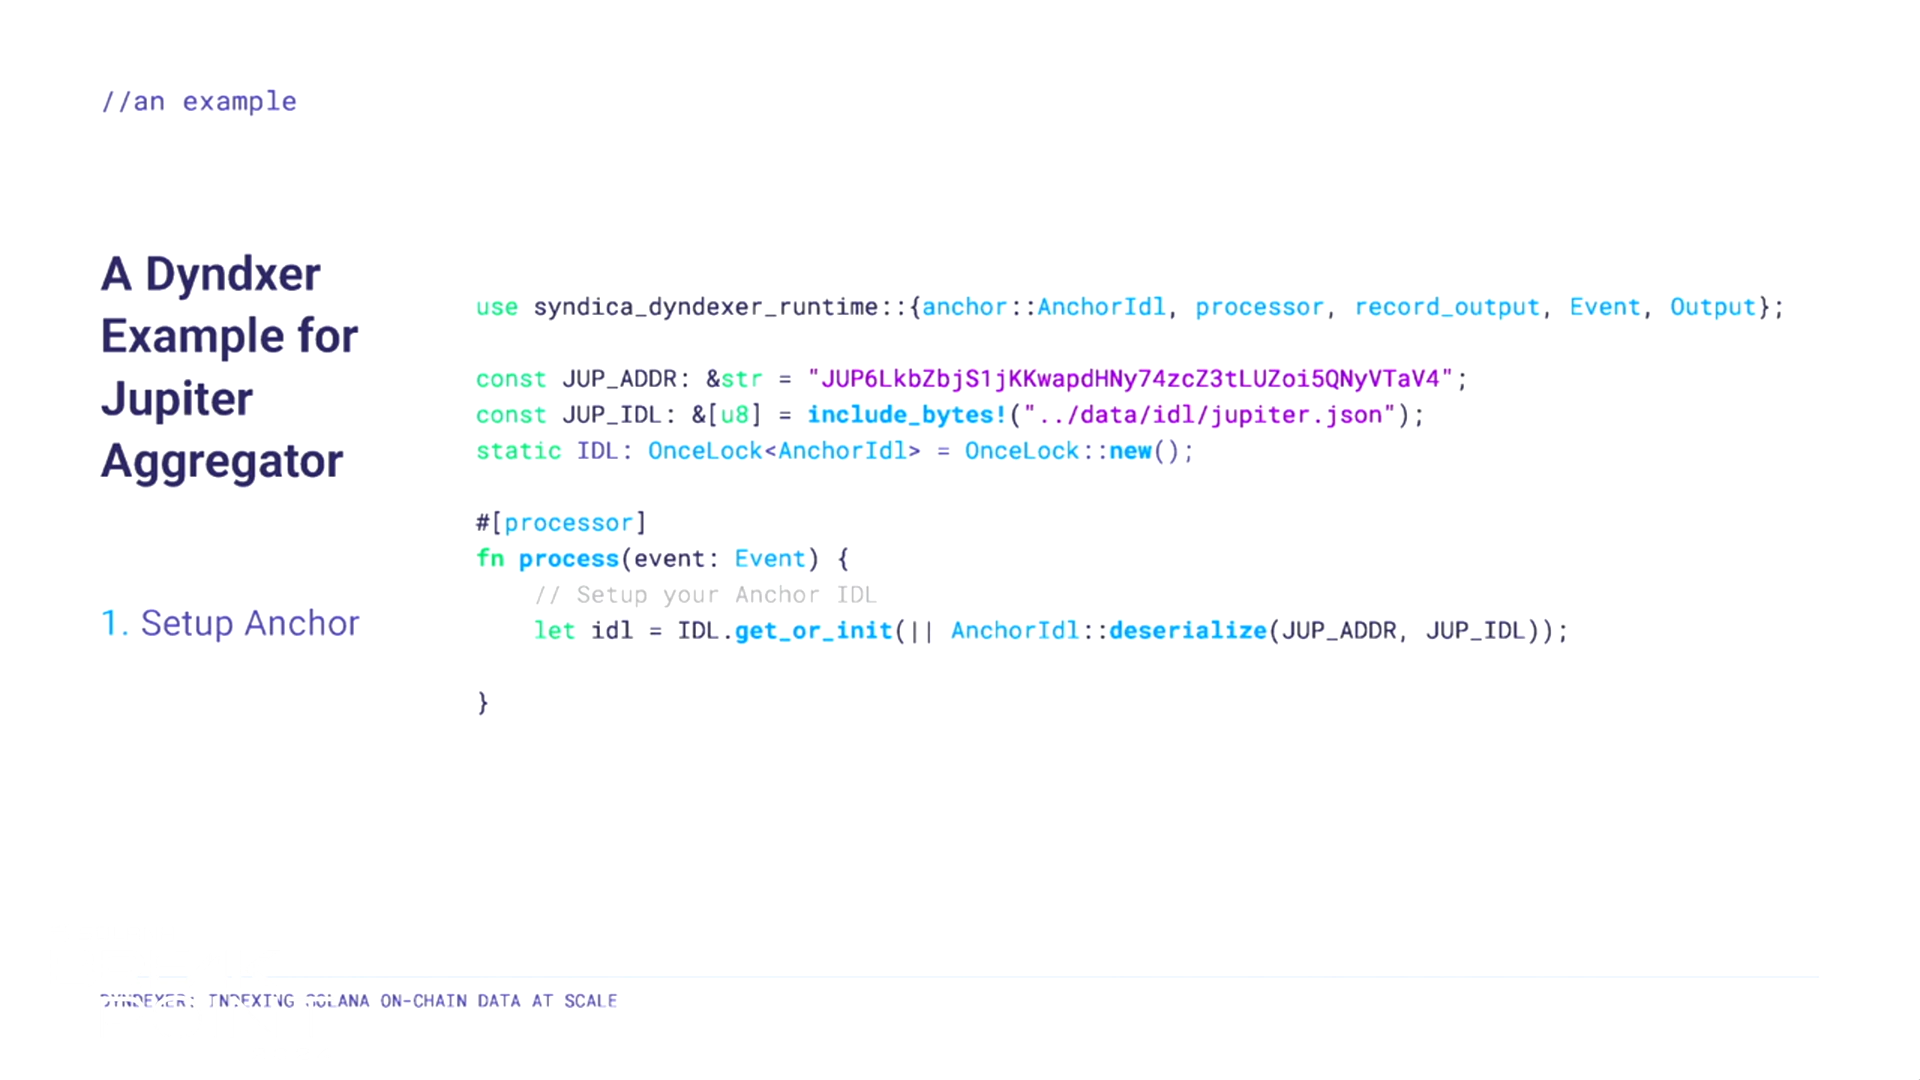 //an example
A Dyndxer
Example for
Jupiter
Aggregator
1. Setup Anchor
use syndica_dyndexer_runtime::{anchor::AnchorIdl, processor, record_output, Event, Output};
const JUP_ADDR: &str = "JUP6LkbZbjS1jKKwapdHNy74zcZ3tLUZoi5QNyVTaV4";
const JUP_IDL: &[u8] = include_bytes!("../data/idl/jupiter.json");
static IDL: OnceLock<AnchorIdl> = OnceLock::new();
#[processor]
fn process(event: Event) {
// Setup your Anchor IDL
let idl = IDL.get_or_init(|| AnchorIdl::deserialize(JUP_ADDR, JUP_IDL));
}
DYNDEXER: INDEXING SOLANA ON-CHAIN DATA AT SCALE